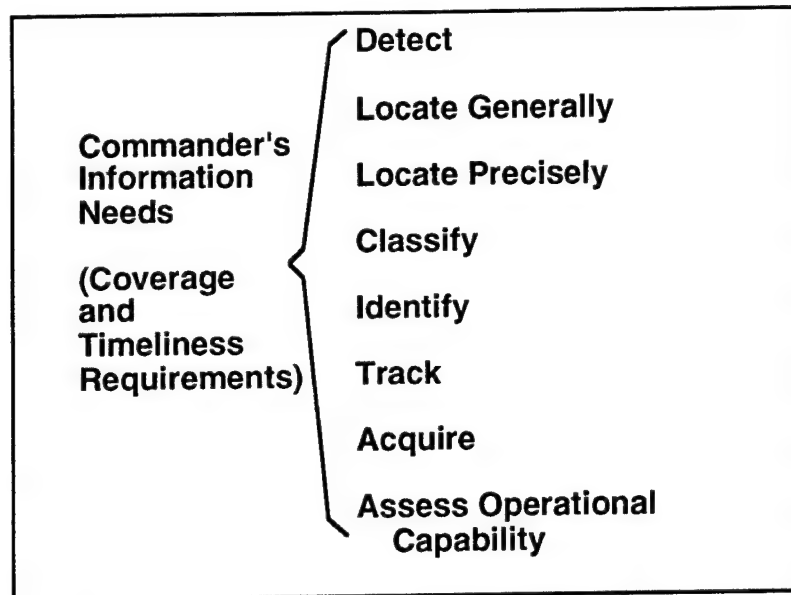 Commander's
Information
Needs
(Coverage
and
Timeliness
Requirements)
Detect
Locate Generally
Locate Precisely
Classify
Identify
Track
Acquire
Assess Operational
Capability